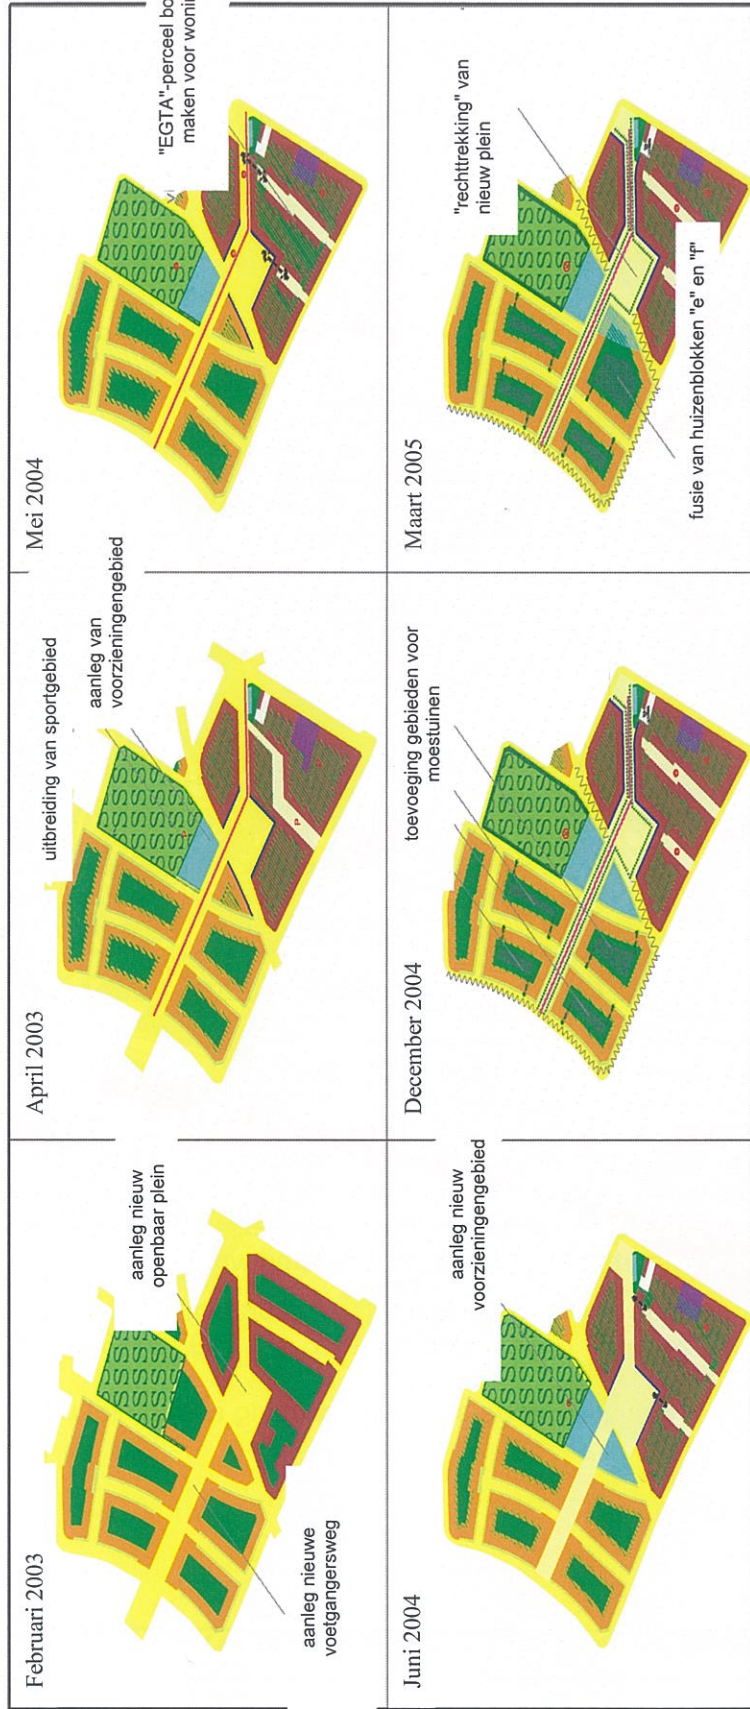 Februari 2003
aanleg nieuw
openbaar plein
aanleg nieuwe
voetgangersweg
April 2003
uitbreiding van sportgebied
aanleg van
voorzieningengebied
Mei 2004
"EGTA"-perceel
maken voor
Juni 2004
aanleg nieuw
voorzieningengebied
December 2004
toevoeging gebieden voor
moestuinen
Maart 2005
"rechttrekking" van
nieuw plein
fusie van huizenblokken "e" en "f"